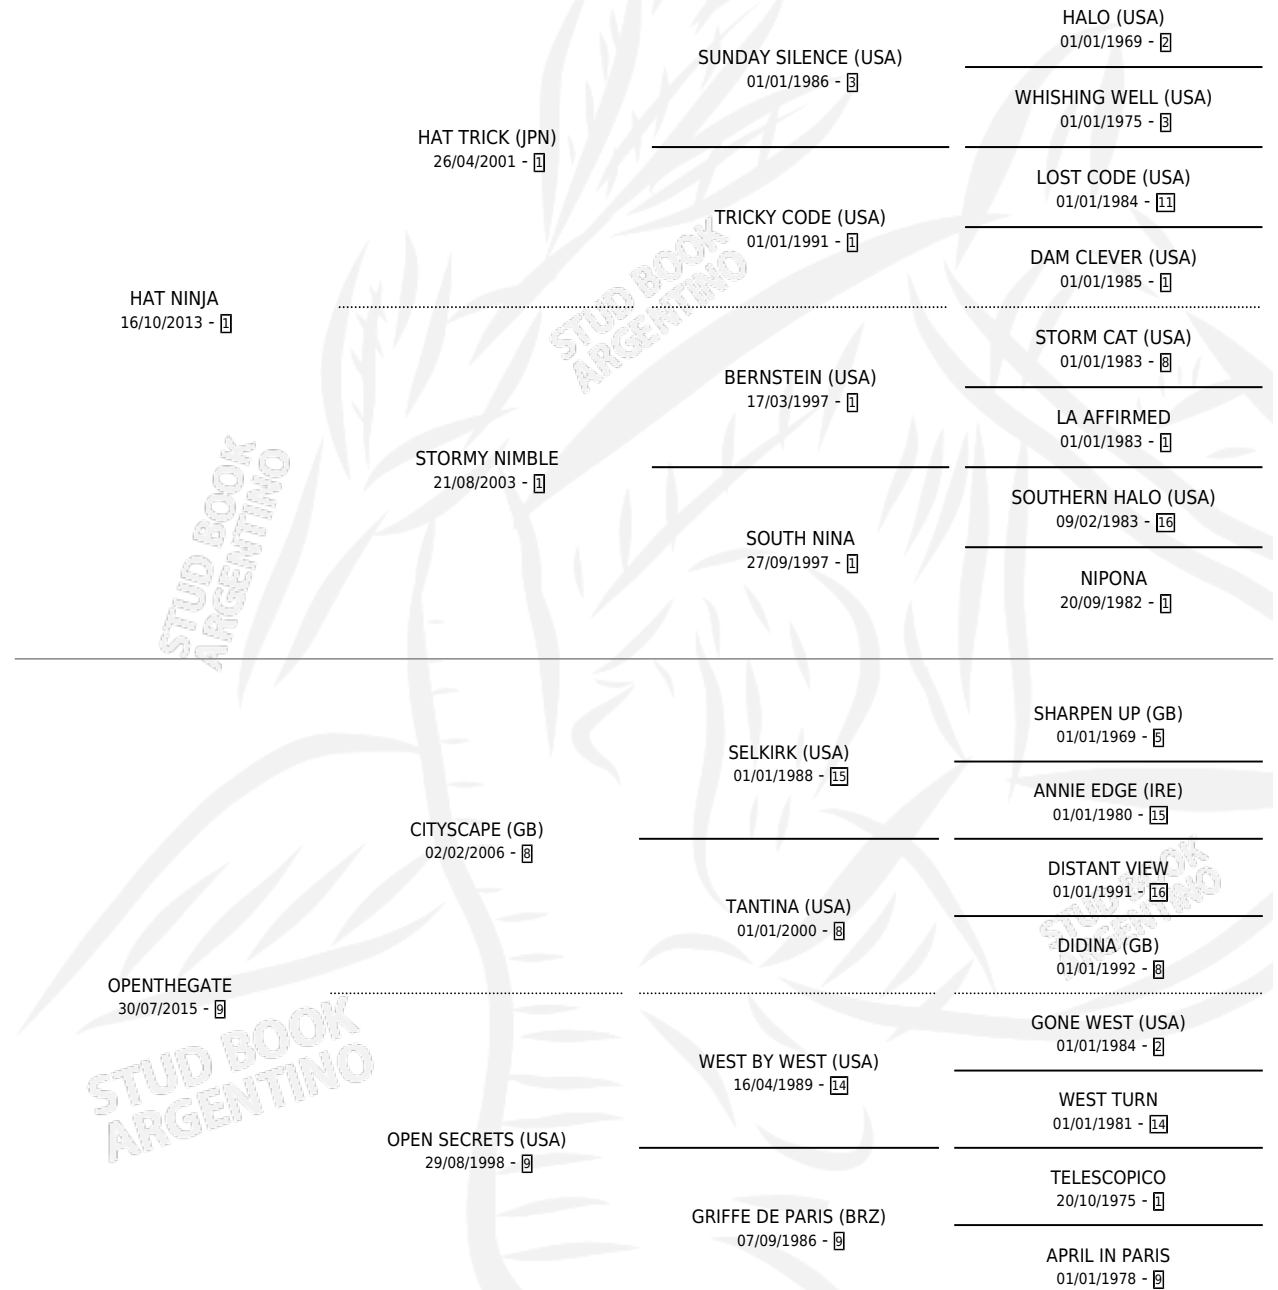 HALO (USA)
01/01/1969 - 2
SUNDAY SILENCE (USA)
01/01/1986 - 3
WHISHING WELL (USA)
01/01/1975 - 3
HAT TRICK (JPN)
26/04/2001 - 1
LOST CODE (USA)
01/01/1984 - 11
TRICKY CODE (USA)
01/01/1991 - 1
DAM CLEVER (USA)
01/01/1985 - 1
HAT NINJA
16/10/2013 - 1
STORM CAT (USA)
01/01/1983 - 8
BERNSTEIN (USA)
17/03/1997 - 1
LA AFFIRMED
01/01/1983 - 1
STORMY NIMBLE
21/08/2003 - 1
SOUTHERN HALO (USA)
09/02/1983 - 16
SOUTH NINA
27/09/1997 - 1
NIPONA
20/09/1982 - 1
STUD BOOK
ARGENTINO
STUD BOOK
ARGENTINO
SHARPEN UP (GB)
01/01/1969 - 5
SELKIRK (USA)
01/01/1988 - 15
ANNIE EDGE (IRE)
01/01/1980 - 15
CITYSCAPE (GB)
02/02/2006 - 8
DISTANT VIEW
01/01/1991 - 16
TANTINA (USA)
01/01/2000 - 8
DIDINA (GB)
01/01/1992 - 8
OPENTHEGATE
30/07/2015 - 9
GONE WEST (USA)
01/01/1984 - 2
WEST BY WEST (USA)
16/04/1989 - 14
WEST TURN
01/01/1981 - 14
OPEN SECRETS (USA)
29/08/1998 - 9
TELESCOPICO
20/10/1975 - 1
GRIFFE DE PARIS (BRZ)
07/09/1986 - 9
APRIL IN PARIS
01/01/1978 - 9
STUD BOOK
ARGENTINO
STUD BOOK
ARGENTINO